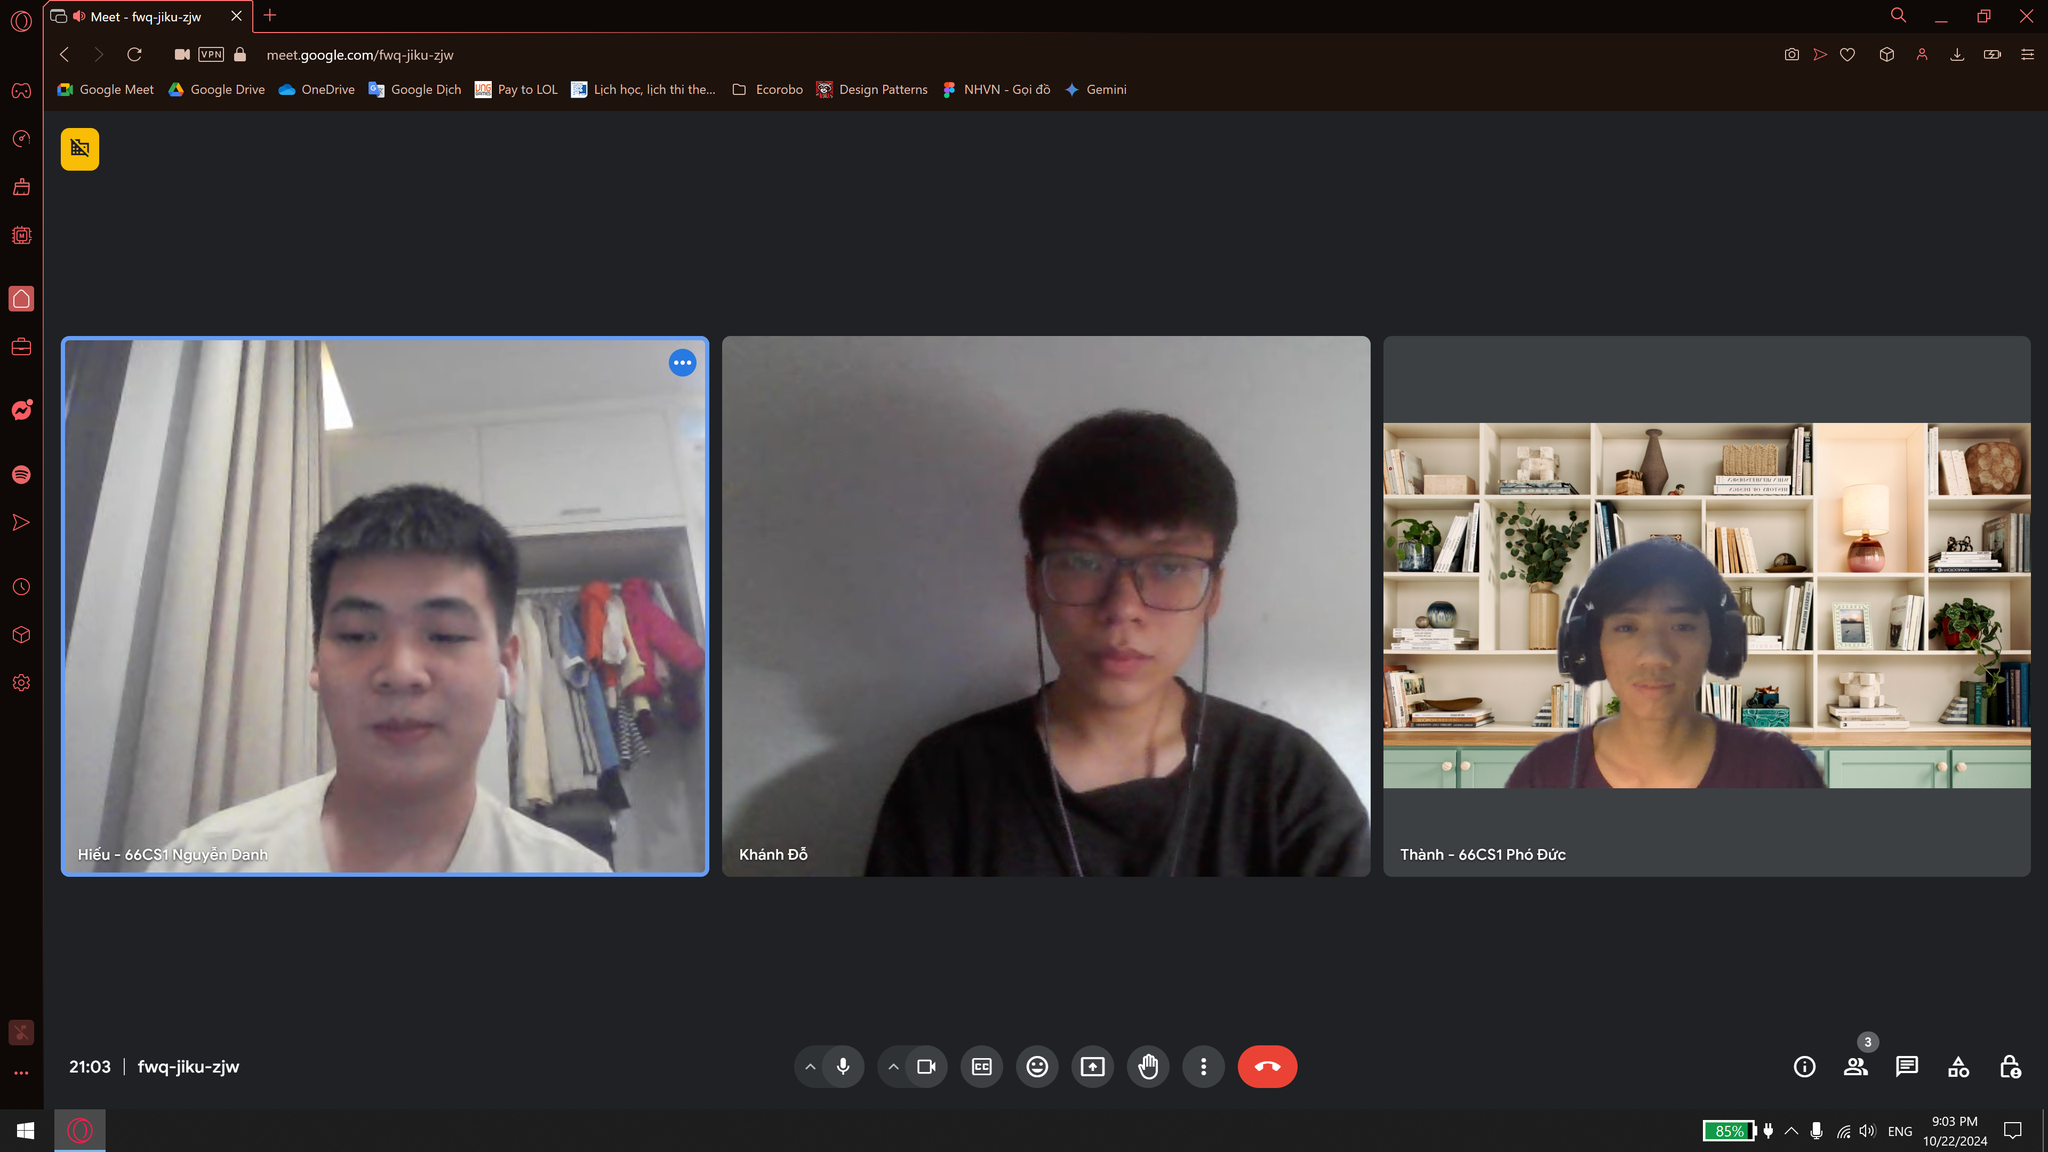 Meet - fwq-jiku-zjw
VPN
meet.google.com/fwq-jiku-zjw
Google Meet
Google Drive
OneDrive
Google Dịch
Pay to LOL
Lịch học, lịch thi the...
Ecorobo
Design Patterns
NHVN - Gọi đồ
Gemini
Hiếu - 66CS1 Nguyễn Danh
Khánh Đỗ
Thành - 66CS1 Phó Đức
21:03 | fwq-jiku-zjw
3
85%
ENG
9:03 PM
10/22/2024